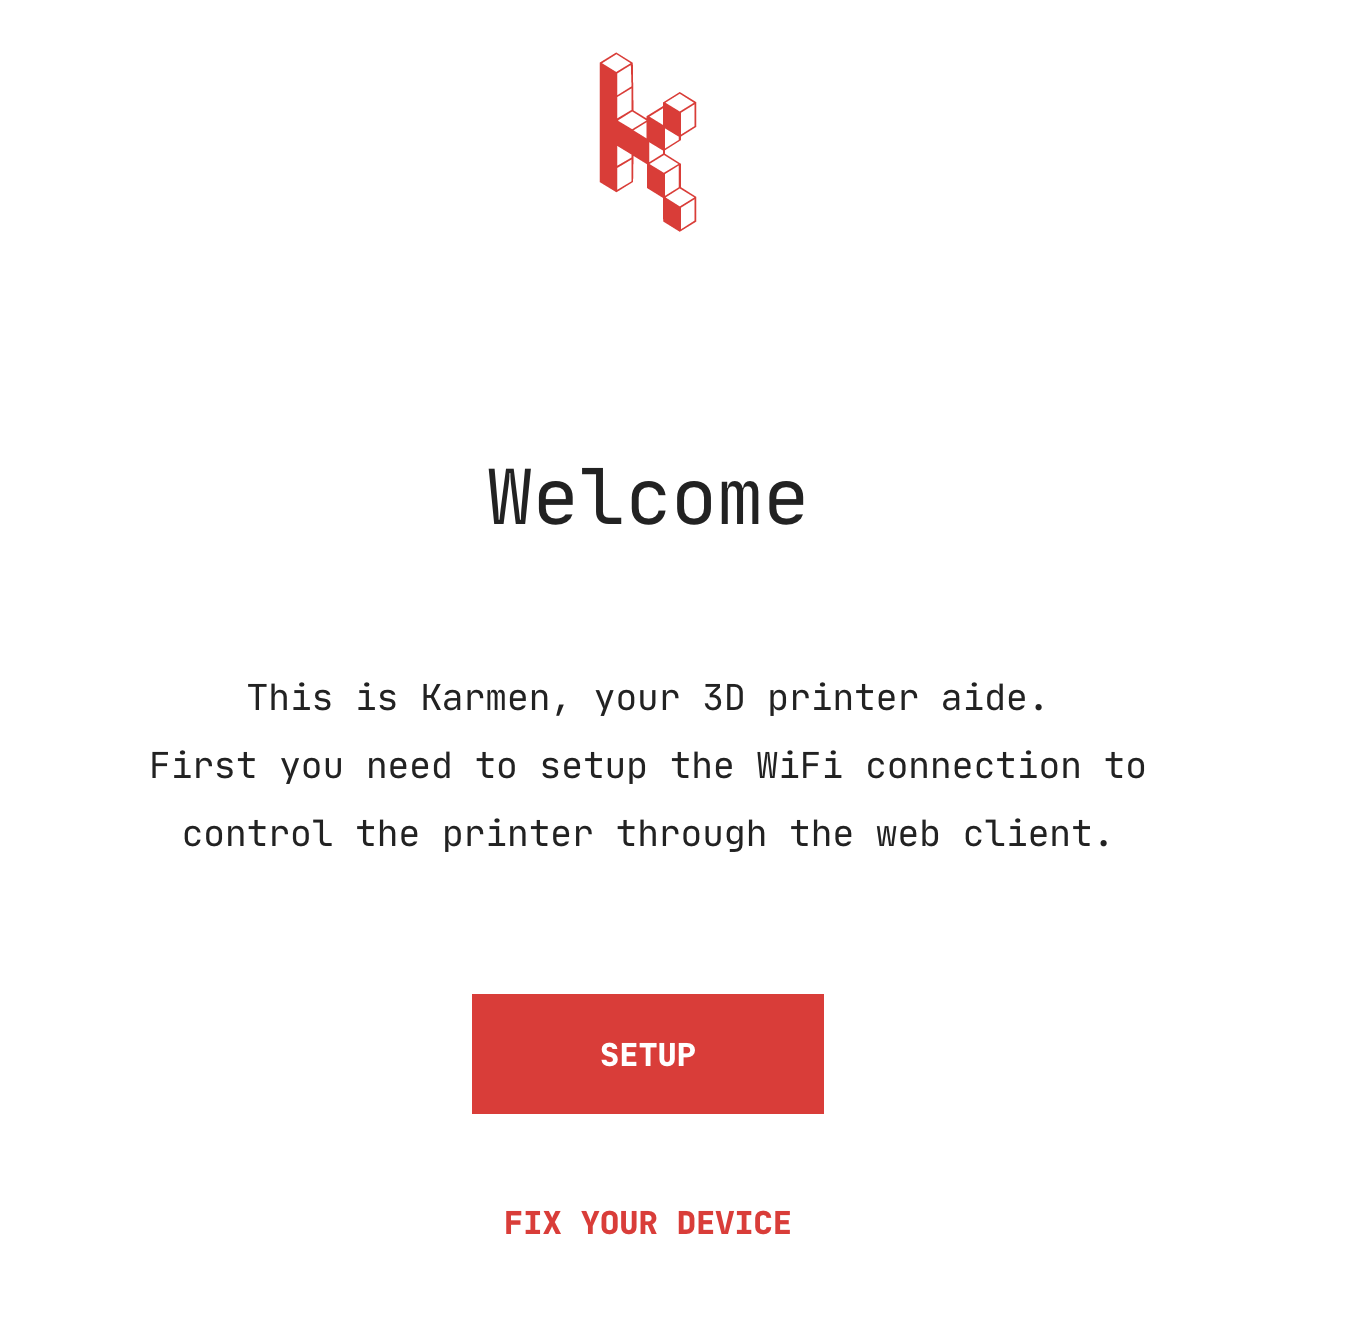 Welcome
This is Karmen, your 3D printer aide.
First you need to setup the WiFi connection to
control the printer through the web client.
SETUP
FIX YOUR DEVICE